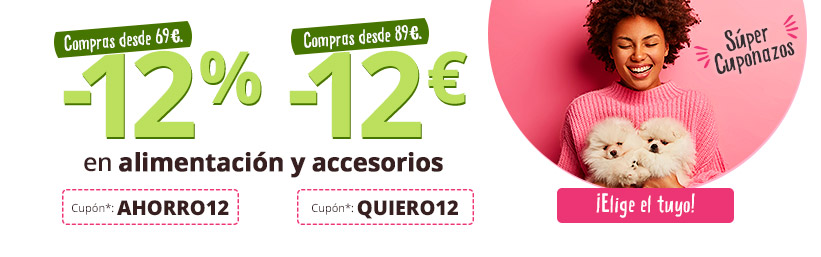 Compras desde 69€.
-12%
Compras desde 89€.
-12€
en alimentación y accesorios
Cupón*: AHORRO12
Cupón*: QUIERO12
Súper
Cuponazos
¡Elige el tuyo!